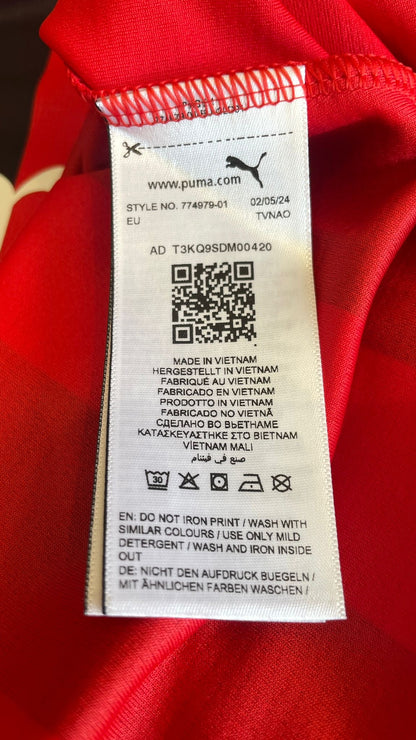 www.puma.com
STYLE NO. 774979-01 02/05/24
EU TVNAO
AD T3KQ9SDM00420
MADE IN VIETNAM
HERGESTELLT IN VIETNAM
FABRIQUÉ AU VIETNAM
FABRICADO EN VIETNAM
PRODOTTO IN VIETNAM
FABRICADO NO VIETNÃ
СДЕЛАНО ВО ВЬЕТНАМЕ
ΚΑΤΑΣΚΕΥΑΣΤΗΚΕ ΣΤΟ ΒΙΕΤΝΑΜ
VİETNAM MALI
صنع في فيتنام
30
EN: DO NOT IRON PRINT / WASH WITH
SIMILAR COLOURS / USE ONLY MILD
DETERGENT / WASH AND IRON INSIDE
OUT
DE: NICHT DEN AUFDRUCK BUEGELN /
MIT ÄHNLICHEN FARBEN WASCHEN /